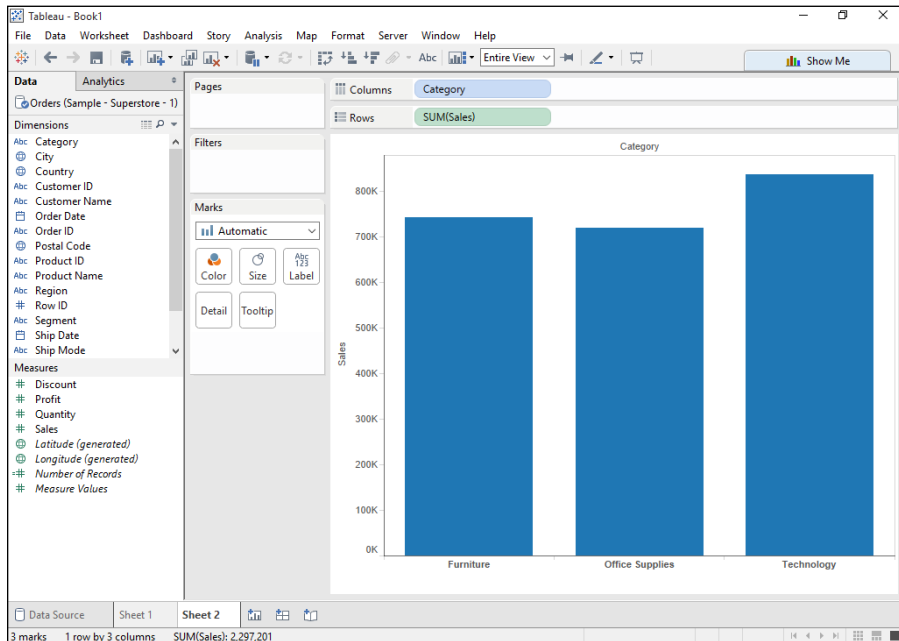 Tableau - Book1
File Data Worksheet Dashboard Story Analysis Map Format Server Window Help
Abc Entire View Show Me
Data Analytics
Orders (Sample - Superstore - 1)
Dimensions
Abc Category
City
Country
Abc Customer ID
Abc Customer Name
Order Date
Abc Order ID
Postal Code
Abc Product ID
Abc Product Name
Abc Region
# Row ID
Abc Segment
Ship Date
Abc Ship Mode
Measures
# Discount
# Profit
# Quantity
# Sales
Latitude (generated)
Longitude (generated)
=# Number of Records
# Measure Values
Pages
Filters
Marks
Automatic
Color Size Abc 123 Label
Detail Tooltip
Columns Category
Rows SUM(Sales)
Category
Sales
800K
700K
600K
500K
400K
300K
200K
100K
0K
Furniture Office Supplies Technology
Data Source Sheet 1 Sheet 2
3 marks 1 row by 3 columns SUM(Sales): 2,297,201